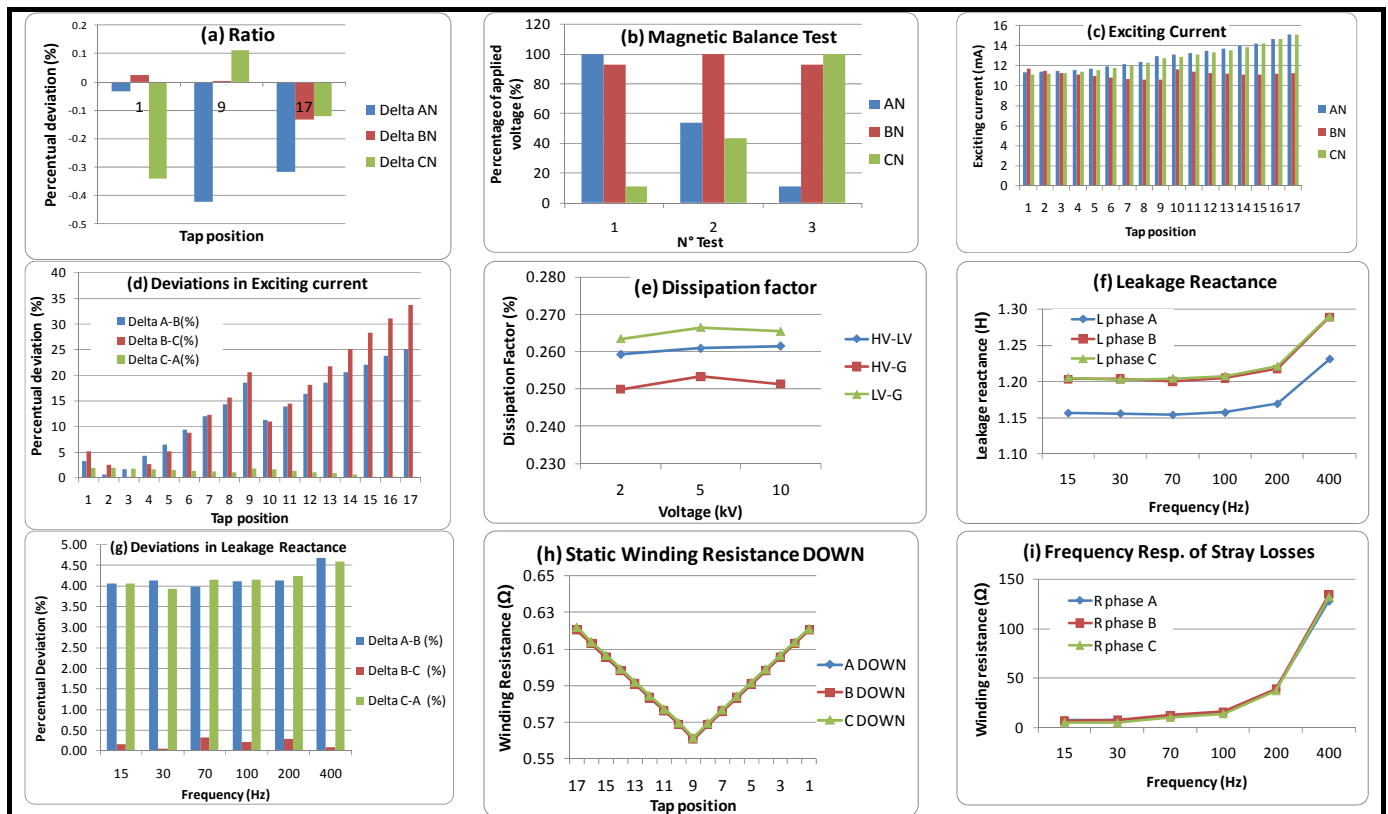 (a) Ratio
Percentual deviation (%)
0.2
0.1
0
-0.1
-0.2
-0.3
-0.4
-0.5
1
9
17
Tap position
Delta AN
Delta BN
Delta CN
(b) Magnetic Balance Test
Percentage of applied
voltage (%)
120
100
80
60
40
20
0
1
2
3
N° Test
AN
BN
CN
(c) Exciting Current
Exciting current (mA)
16
14
12
10
8
6
4
2
0
1 2 3 4 5 6 7 8 9 10 11 12 13 14 15 16 17
Tap position
AN
BN
CN
(d) Deviations in Exciting current
Percentual deviation (%)
40
35
30
25
20
15
10
5
0
Delta A-B(%)
Delta B-C(%)
Delta C-A(%)
1 2 3 4 5 6 7 8 9 10 11 12 13 14 15 16 17
Tap position
(e) Dissipation factor
Dissipation Factor (%)
0.280
0.270
0.260
0.250
0.240
0.230
2
5
10
Voltage (kV)
HV-LV
HV-G
LV-G
(f) Leakage Reactance
Leakage reactance (H)
1.30
1.25
1.20
1.15
1.10
L phase A
L phase B
L phase C
15 30 70 100 200 400
Frequency (Hz)
(g) Deviations in Leakage Reactance
Percentual Deviation (%)
5.00
4.50
4.00
3.50
3.00
2.50
2.00
1.50
1.00
0.50
0.00
15 30 70 100 200 400
Frequency (Hz)
Delta A-B (%)
Delta B-C (%)
Delta C-A (%)
(h) Static Winding Resistance DOWN
Winding Resistance (Ω)
0.65
0.63
0.61
0.59
0.57
0.55
17 15 13 11 9 7 5 3 1
Tap position
A DOWN
B DOWN
C DOWN
(i) Frequency Resp. of Stray Losses
Winding resistance (Ω)
150
100
50
0
R phase A
R phase B
R phase C
15 30 70 100 200 400
Frequency (Hz)